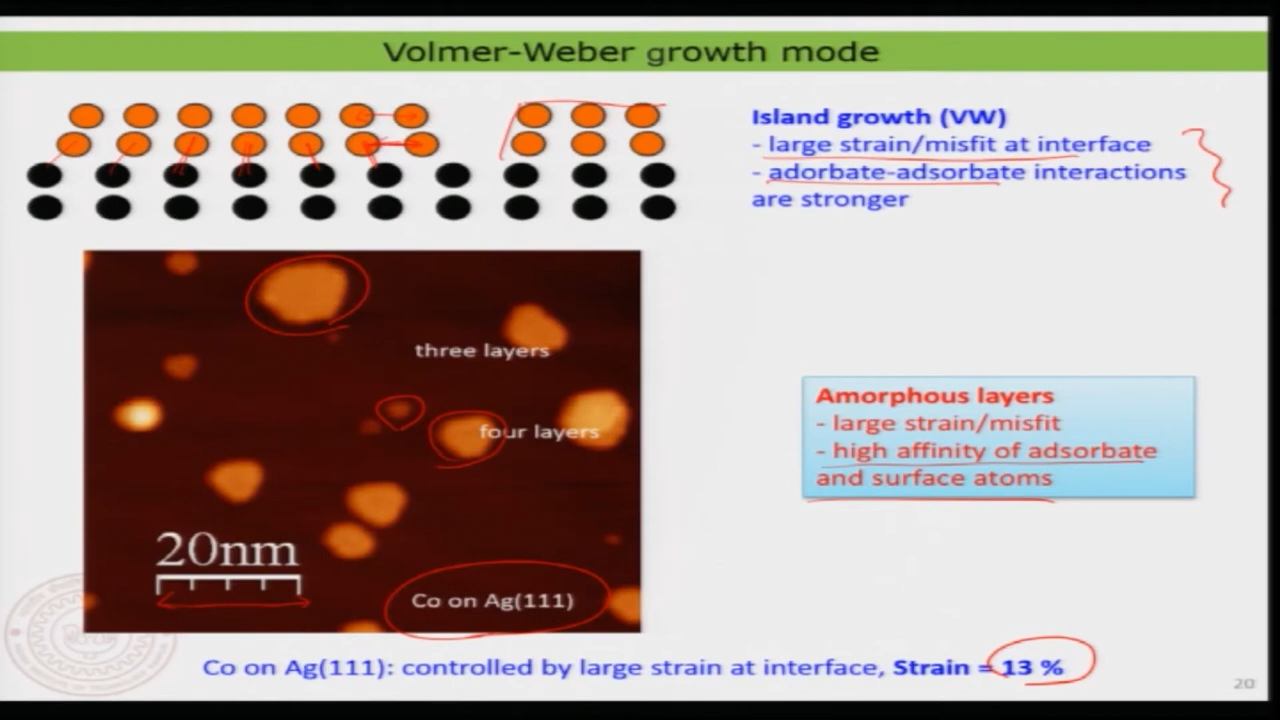 Volmer-Weber growth mode
Island growth (VW)
- large strain/misfit at interface
- adorbate-adsorbate interactions
are stronger
three layers
four layers
Amorphous layers
- large strain/misfit
- high affinity of adsorbate
and surface atoms
20nm
Co on Ag(111)
Co on Ag(111): controlled by large strain at interface, Strain = 13 %
20